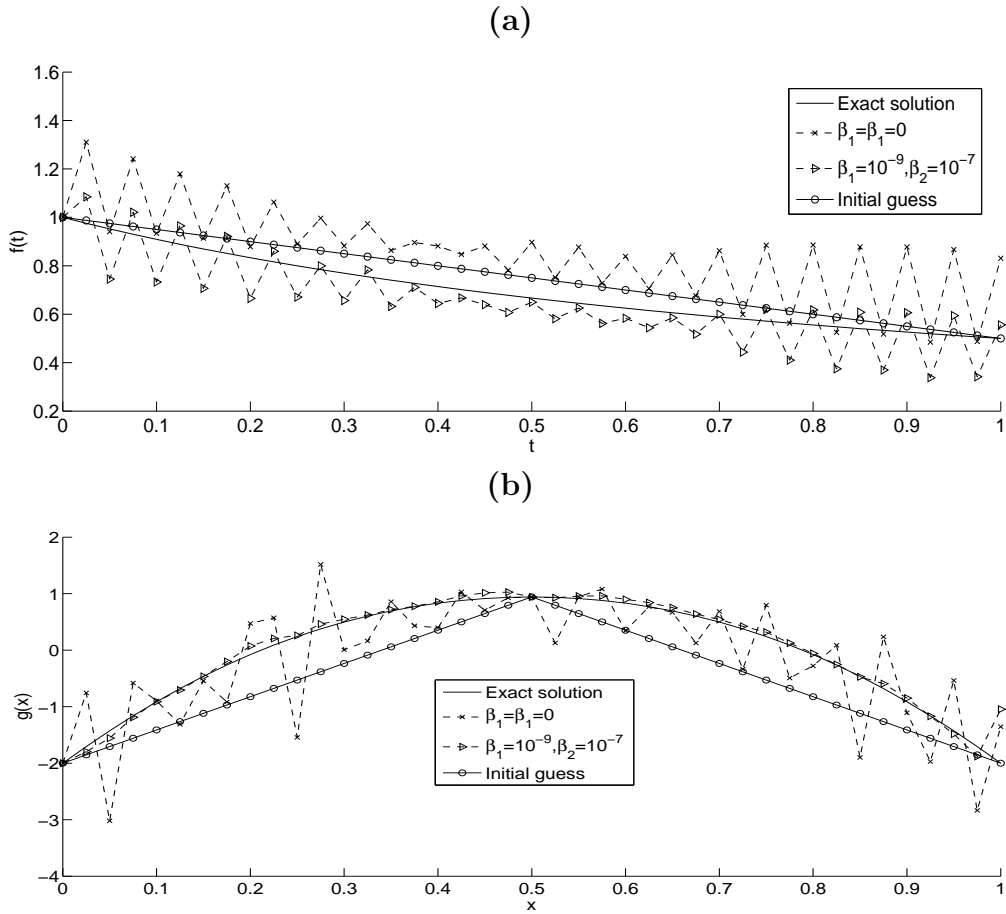 (a)
1.6
1.4
1.2
1
0.8
0.6
0.4
0.2
f(t)
Exact solution
β₁=β₁=0
β₁=10⁻⁹,β₂=10⁻⁷
Initial guess
0 0.1 0.2 0.3 0.4 0.5 0.6 0.7 0.8 0.9 1
t
(b)
2
1
0
−1
−2
−3
−4
g(x)
Exact solution
β₁=β₁=0
β₁=10⁻⁹,β₂=10⁻⁷
Initial guess
0 0.1 0.2 0.3 0.4 0.5 0.6 0.7 0.8 0.9 1
x